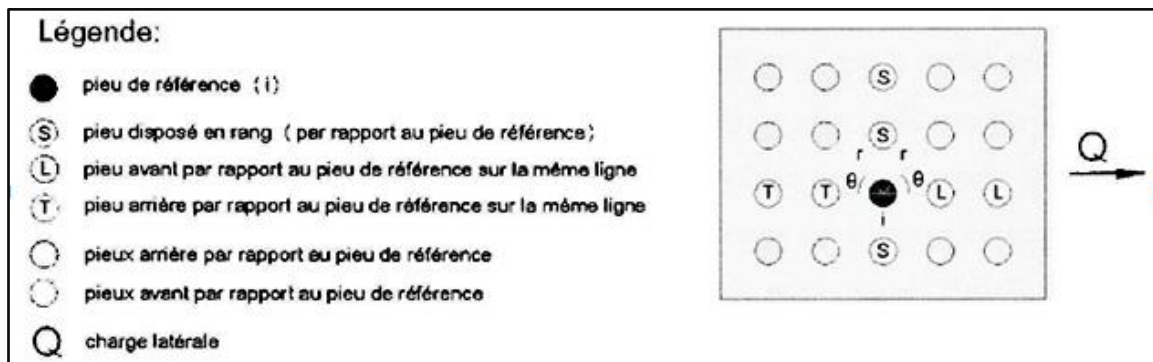 Légende:
pieu de référence (i)
S pieu disposé en rang (par rapport au pieu de référence)
L pieu avant par rapport au pieu de référence sur la même ligne
T pieu arrière par rapport au pieu de référence sur la même ligne
pieux arrière par rapport au pieu de référence
pieux avant par rapport au pieu de référence
Q charge latérale
S
S
r r
θ θ
T T L L
i
S
Q